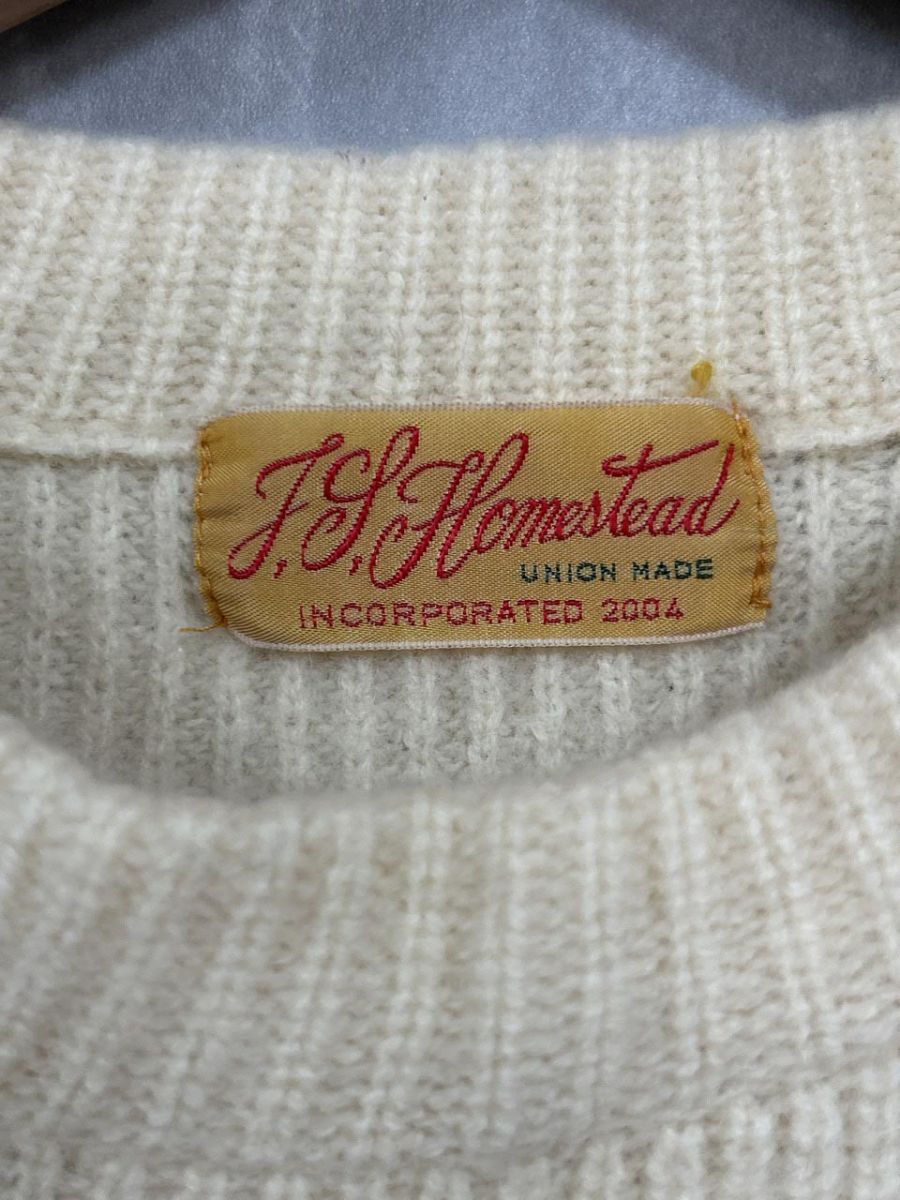 J.S. Homestead
UNION MADE
INCORPORATED 2004